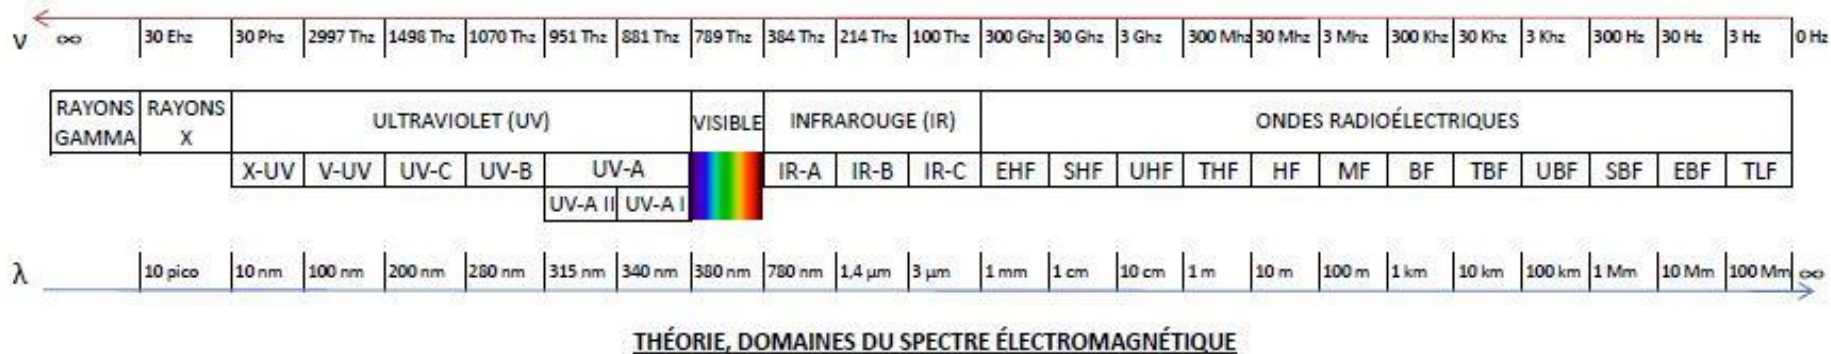 ν ∞ 30 Ehz 30 Phz 2997 Thz 1498 Thz 1070 Thz 951 Thz 881 Thz 789 Thz 384 Thz 214 Thz 100 Thz 300 Ghz 30 Ghz 3 Ghz 300 Mhz 30 Mhz 3 Mhz 300 Khz 30 Khz 3 Khz 300 Hz 30 Hz 3 Hz 0 Hz
RAYONS GAMMA RAYONS X ULTRAVIOLET (UV) VISIBLE INFRAROUGE (IR) ONDES RADIOÉLECTRIQUES
X-UV V-UV UV-C UV-B UV-A IR-A IR-B IR-C EHF SHF UHF THF HF MF BF TBF UBF SBF EBF TLF
UV-A II UV-A I
λ 10 pico 10 nm 100 nm 200 nm 280 nm 315 nm 340 nm 380 nm 780 nm 1,4 µm 3 µm 1 mm 1 cm 10 cm 1 m 10 m 100 m 1 km 10 km 100 km 1 Mm 10 Mm 100 Mm ∞
THÉORIE, DOMAINES DU SPECTRE ÉLECTROMAGNÉTIQUE